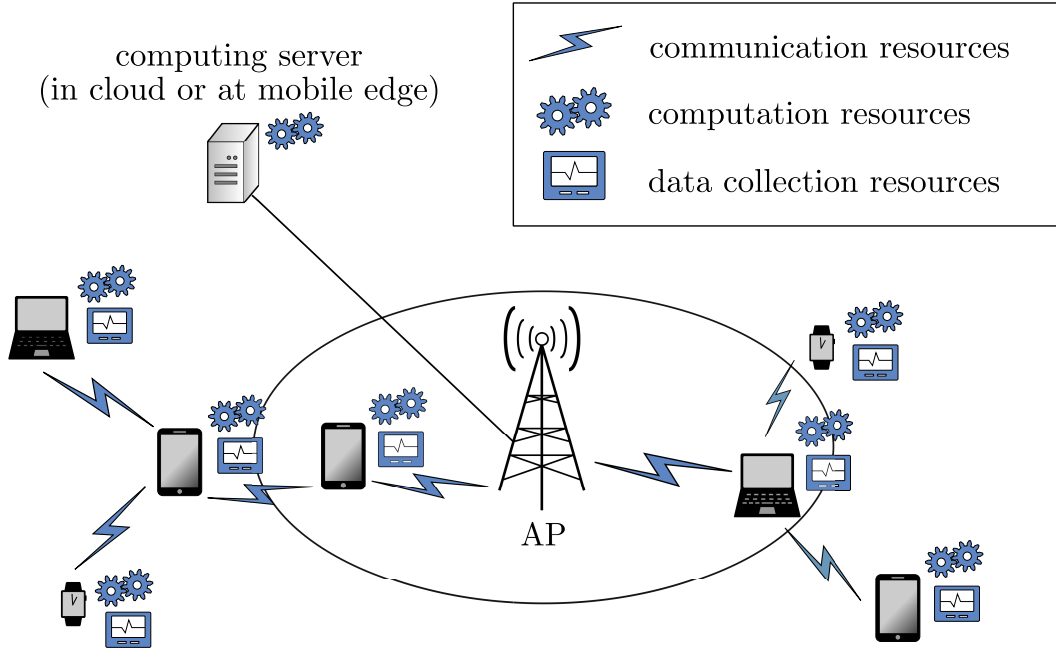 computing server
(in cloud or at mobile edge)
communication resources
computation resources
data collection resources
AP